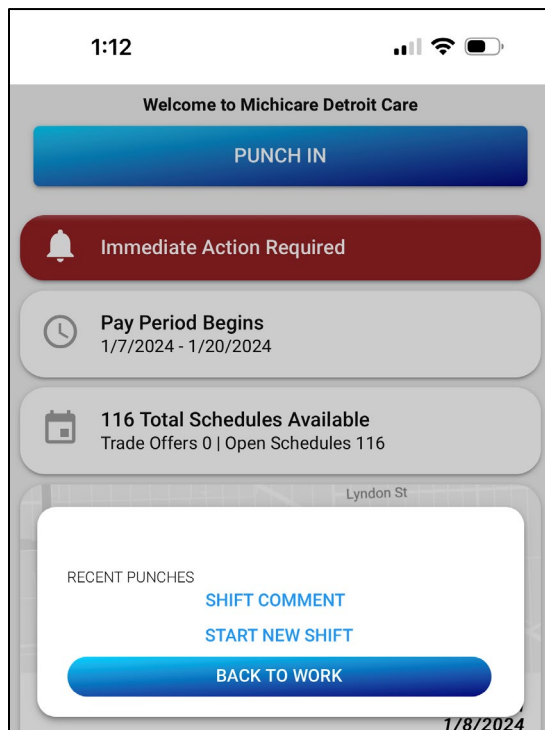 1:12
Welcome to Michicare Detroit Care
PUNCH IN
Immediate Action Required
Pay Period Begins
1/7/2024 - 1/20/2024
116 Total Schedules Available
Trade Offers 0 | Open Schedules 116
Lyndon St
RECENT PUNCHES
SHIFT COMMENT
START NEW SHIFT
BACK TO WORK
1/8/2024